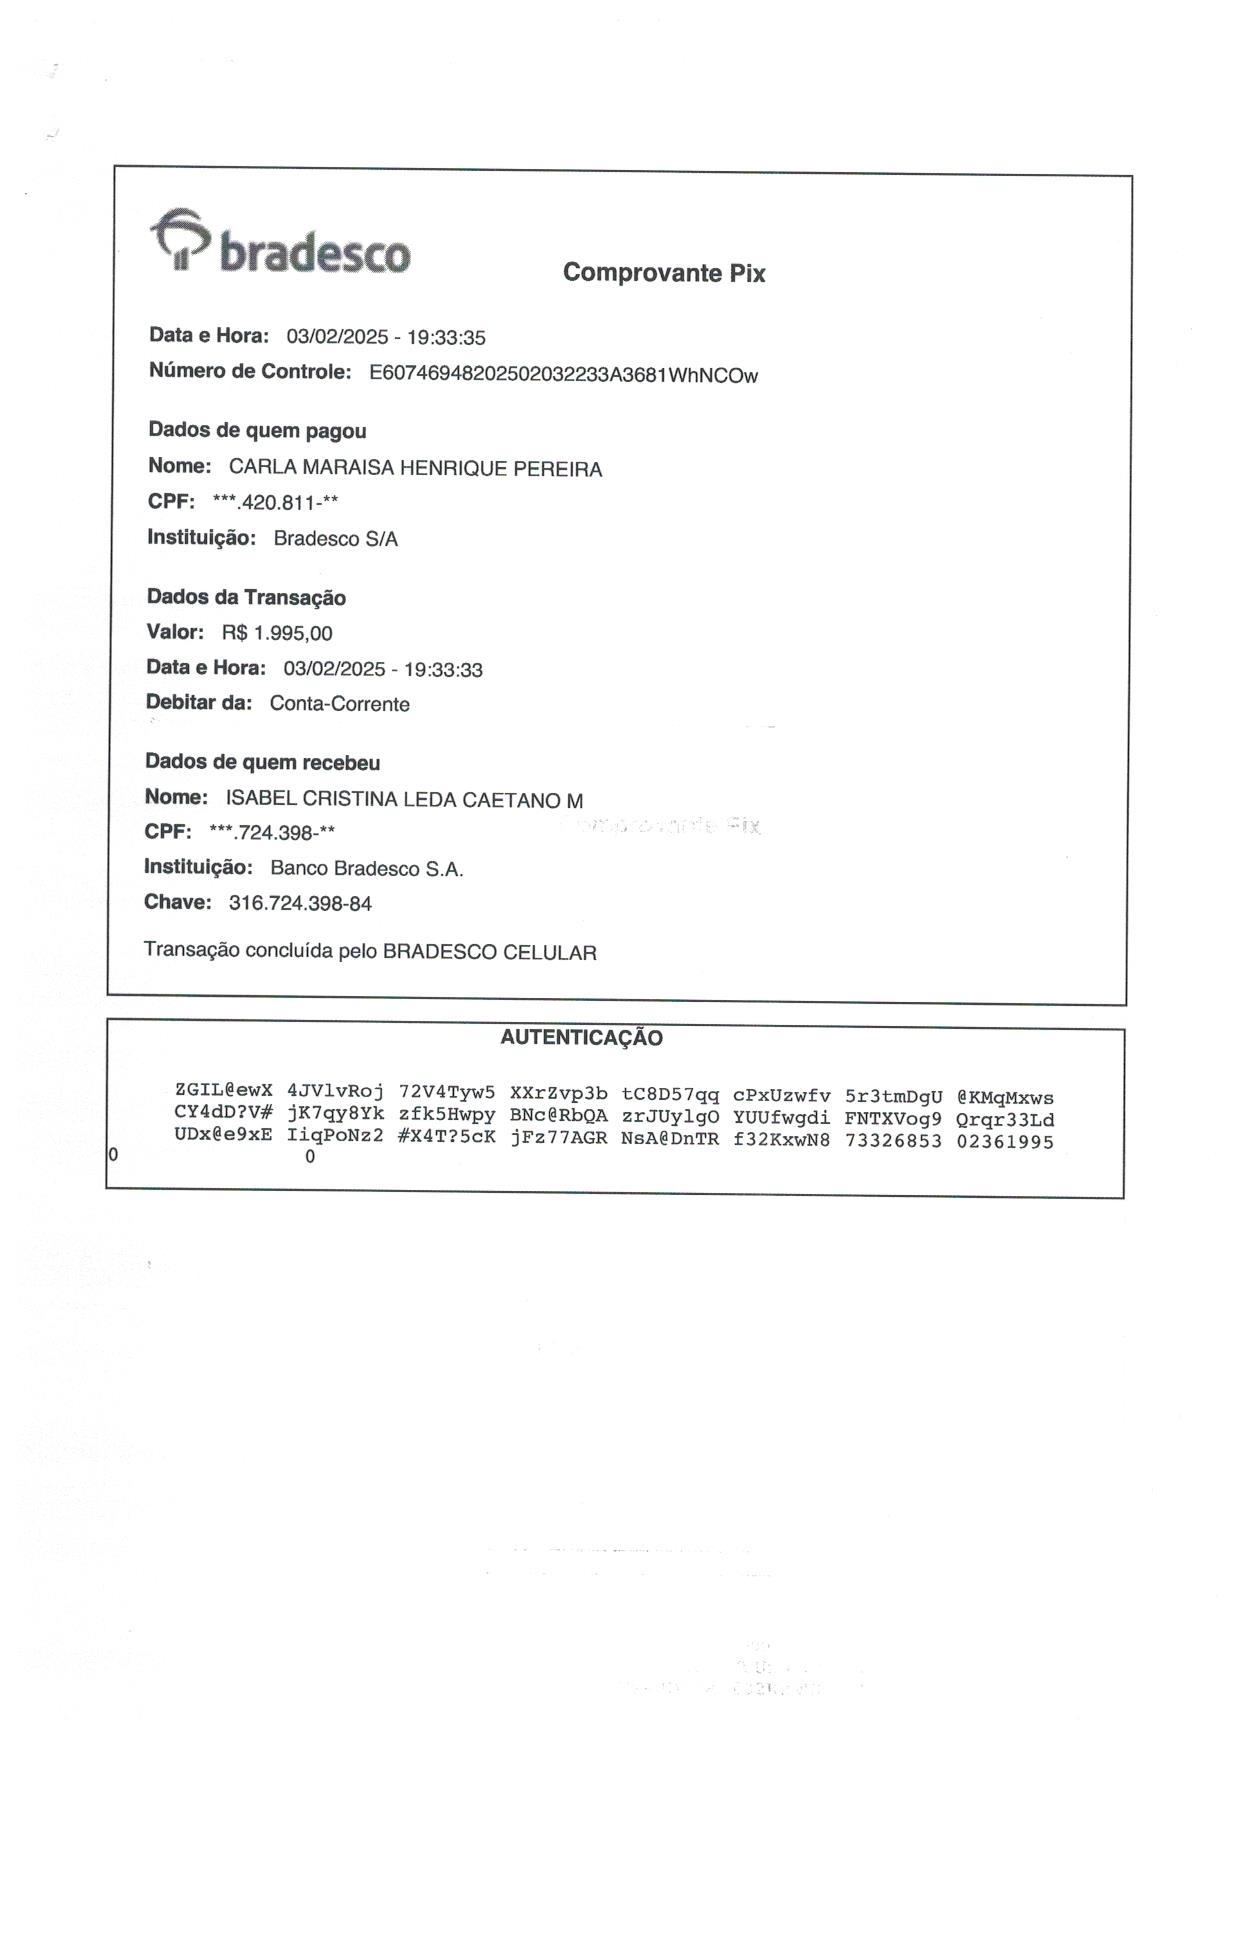 bradesco
Comprovante Pix
Data e Hora: 03/02/2025 - 19:33:35
Número de Controle: E60746948202502032233A3681WhNCOw
Dados de quem pagou
Nome: CARLA MARAISA HENRIQUE PEREIRA
CPF: ***.420.811-**
Instituição: Bradesco S/A
Dados da Transação
Valor: R$ 1.995,00
Data e Hora: 03/02/2025 - 19:33:33
Debitar da: Conta-Corrente
Dados de quem recebeu
Nome: ISABEL CRISTINA LEDA CAETANO M
CPF: ***.724.398-**
Instituição: Banco Bradesco S.A.
Chave: 316.724.398-84
Transação concluída pelo BRADESCO CELULAR
AUTENTICAÇÃO
ZGIL@ewX 4JVlvRoj 72V4Tyw5 XXrZvp3b tC8D57qq cPxUzwfv 5r3tmDgU @KMqMxws
CY4dD?V# jK7qy8Yk zfk5Hwpy BNc@RbQA zrJUylgO YUUfwgdi FNTXVog9 Qrqr33Ld
UDx@e9xE IiqPoNz2 #X4T?5cK jFz77AGR NsA@DnTR f32KxwN8 73326853 02361995
0 0